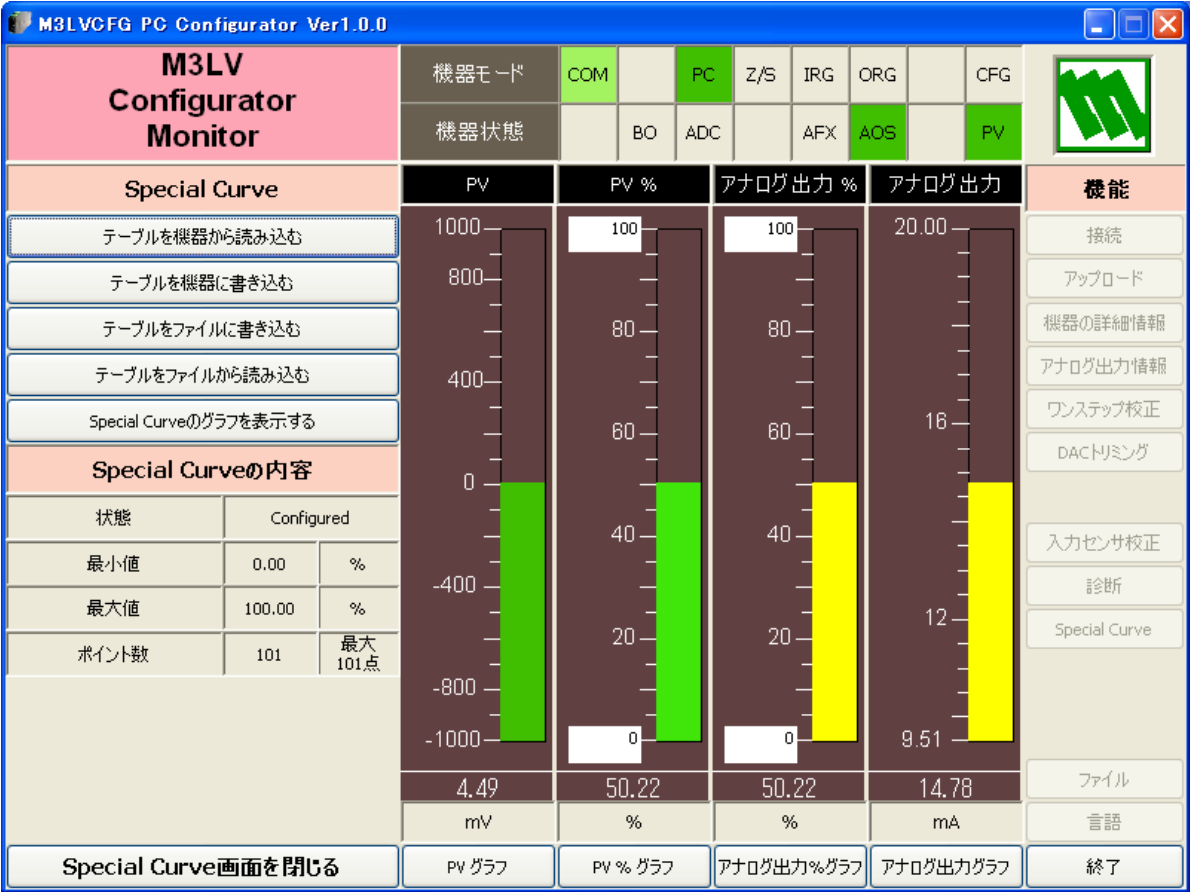 M3LVCFG PC Configurator Ver1.0.0
M3LV
Configurator
Monitor
機器モード
COM
PC
Z/S
IRG
ORG
CFG
機器状態
BO
ADC
AFX
AOS
PV
Special Curve
テーブルを機器から読み込む
テーブルを機器に書き込む
テーブルをファイルに書き込む
テーブルをファイルから読み込む
Special Curveのグラフを表示する
Special Curveの内容
状態
Configured
最小値
0.00
%
最大値
100.00
%
ポイント数
101
最大
101点
Special Curve画面を閉じる
PV
1000
800
400
0
-400
-800
-1000
4.49
mV
PV グラフ
PV %
100
80
60
40
20
0
50.22
%
PV % グラフ
アナログ出力 %
100
80
60
40
20
0
50.22
%
アナログ出力%グラフ
アナログ出力
20.00
16
12
9.51
14.78
mA
アナログ出力グラフ
機能
接続
アップロード
機器の詳細情報
アナログ出力情報
ワンステップ校正
DACトリミング
入力センサ校正
診断
Special Curve
ファイル
言語
終了